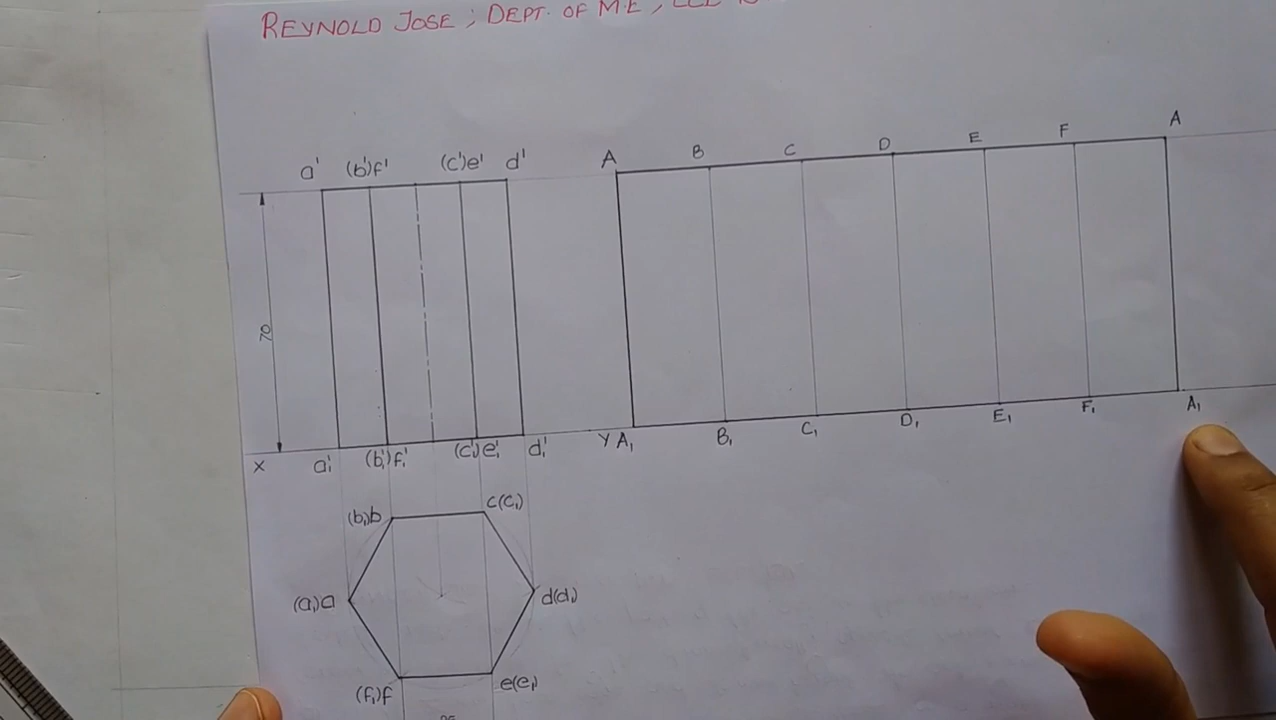 REYNOLD JOSE ; DEPT. OF ME ,
a' (b')f' (c')e' d'
A B C D E F A
70
X a₁' (b₁')f₁' (c₁')e₁' d₁' Y
A₁ B₁ C₁ D₁ E₁ F₁ A₁
(b₁)b c(c₁)
(a₁)a d(d₁)
(f₁)f e(e₁)